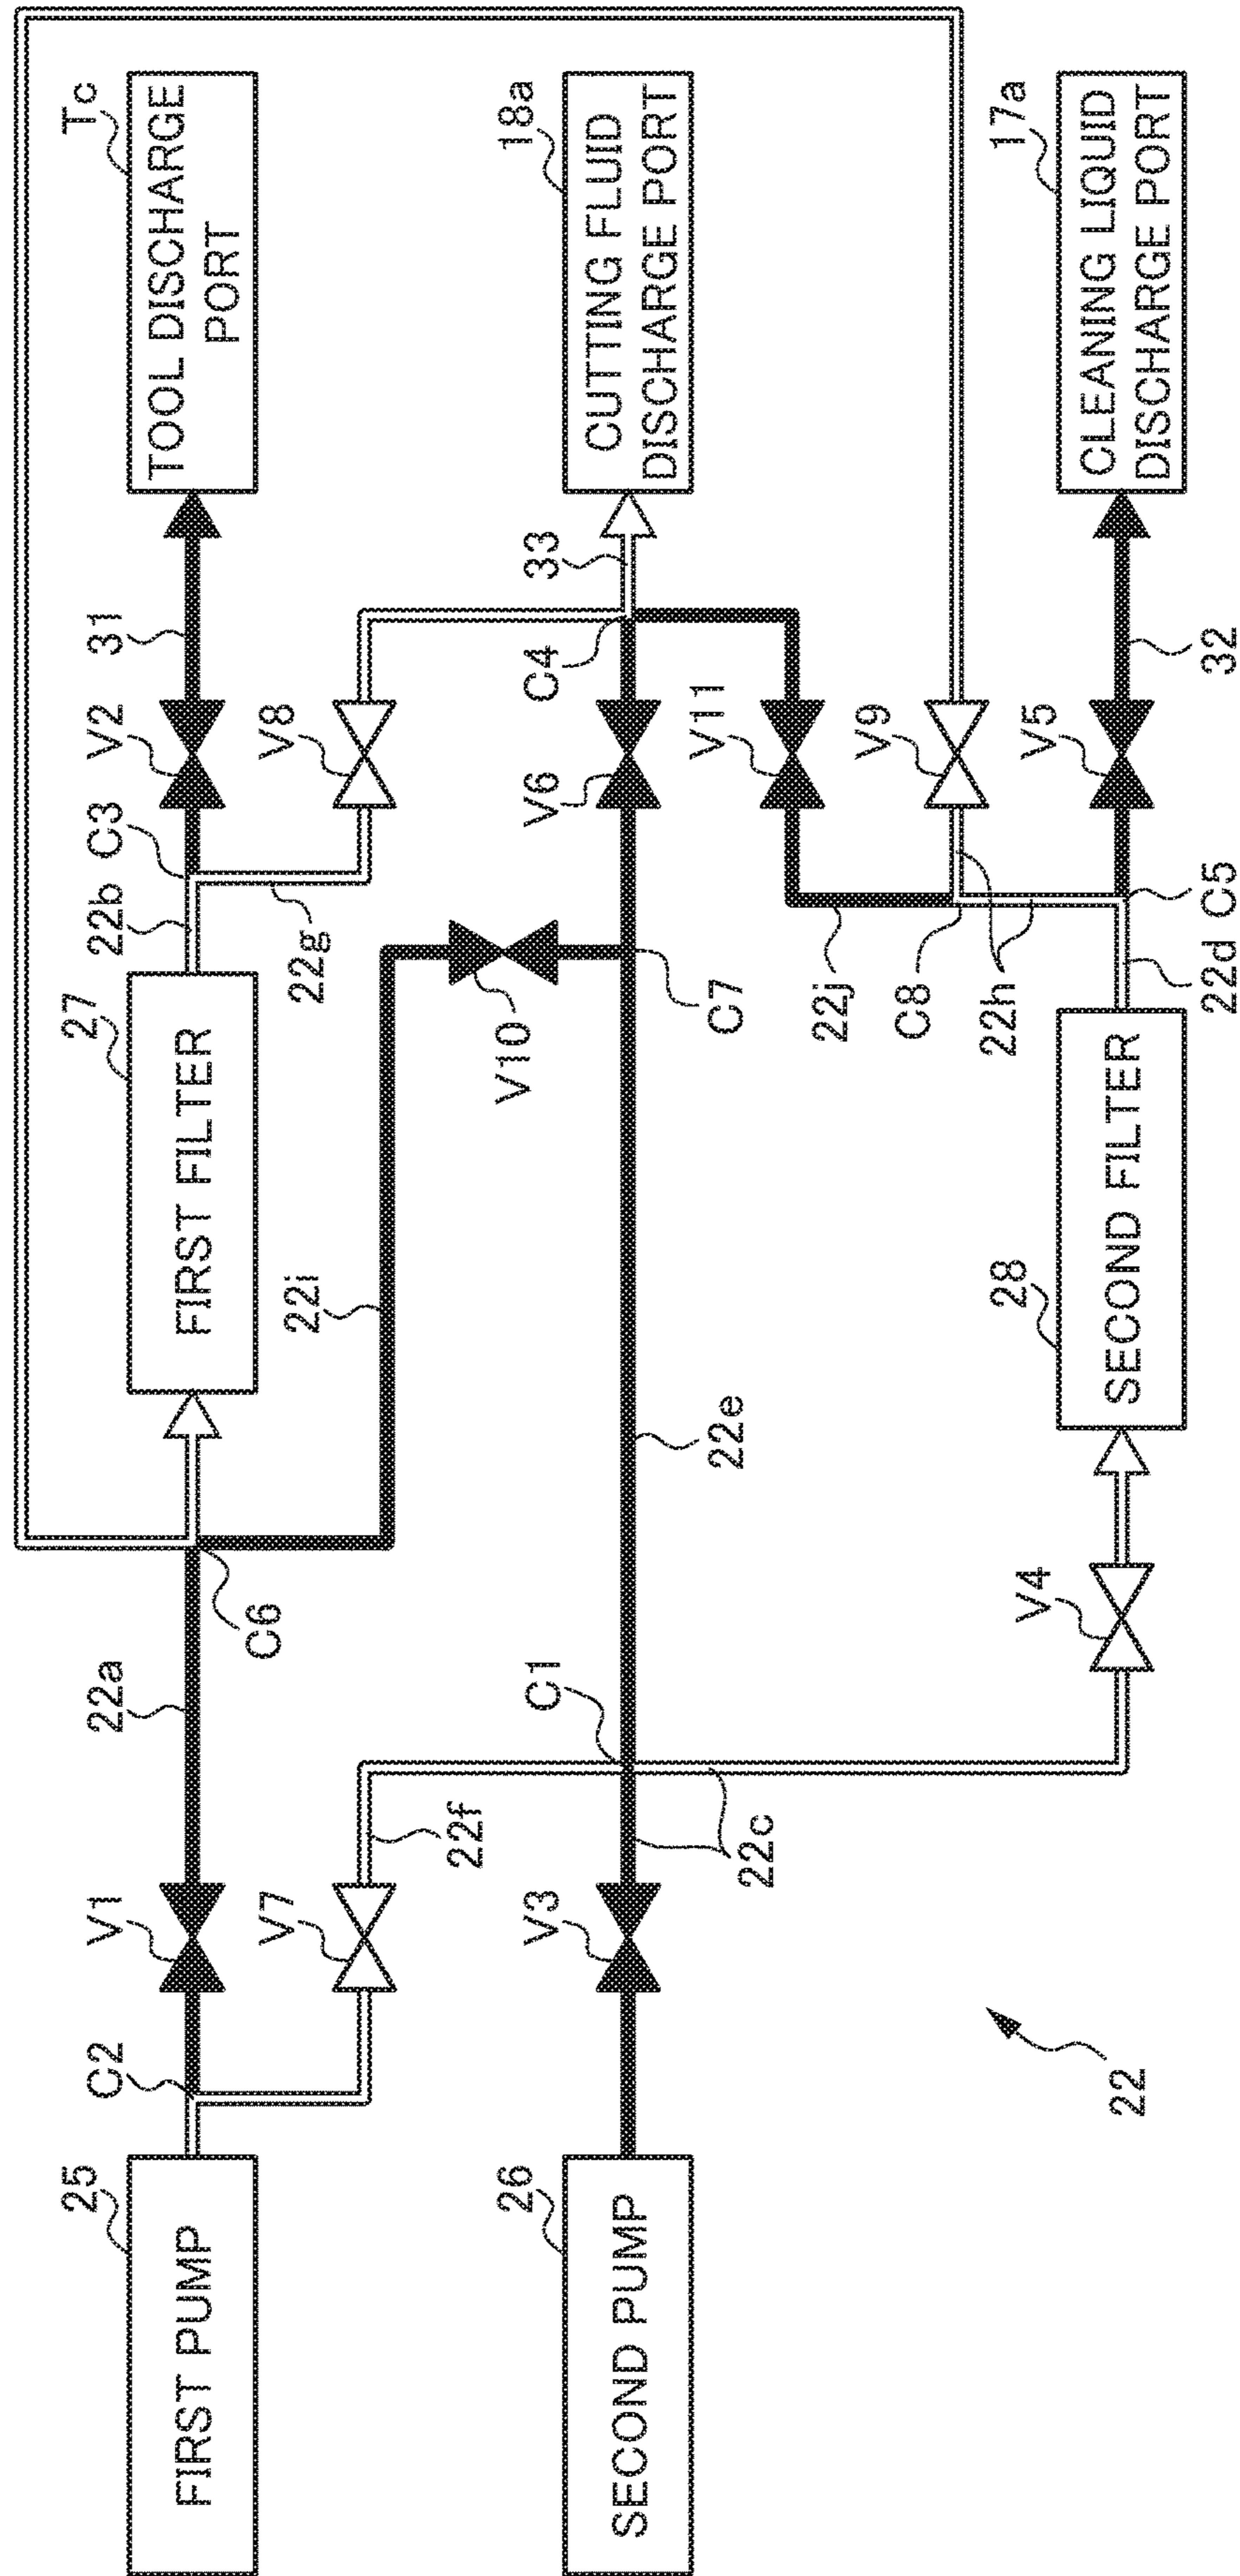 25
FIRST PUMP
C2
V1
22a
C6
27
FIRST FILTER
22b
C3
V2
31
Tc
TOOL DISCHARGE
PORT
V7
22f
22i
22g
V8
26
SECOND PUMP
V3
22c
C1
22e
V10
C7
V6
C4
33
18a
CUTTING FLUID
DISCHARGE PORT
22j
V11
C8
22h
V9
V4
28
SECOND FILTER
22d
C5
V5
32
17a
CLEANING LIQUID
DISCHARGE PORT
22